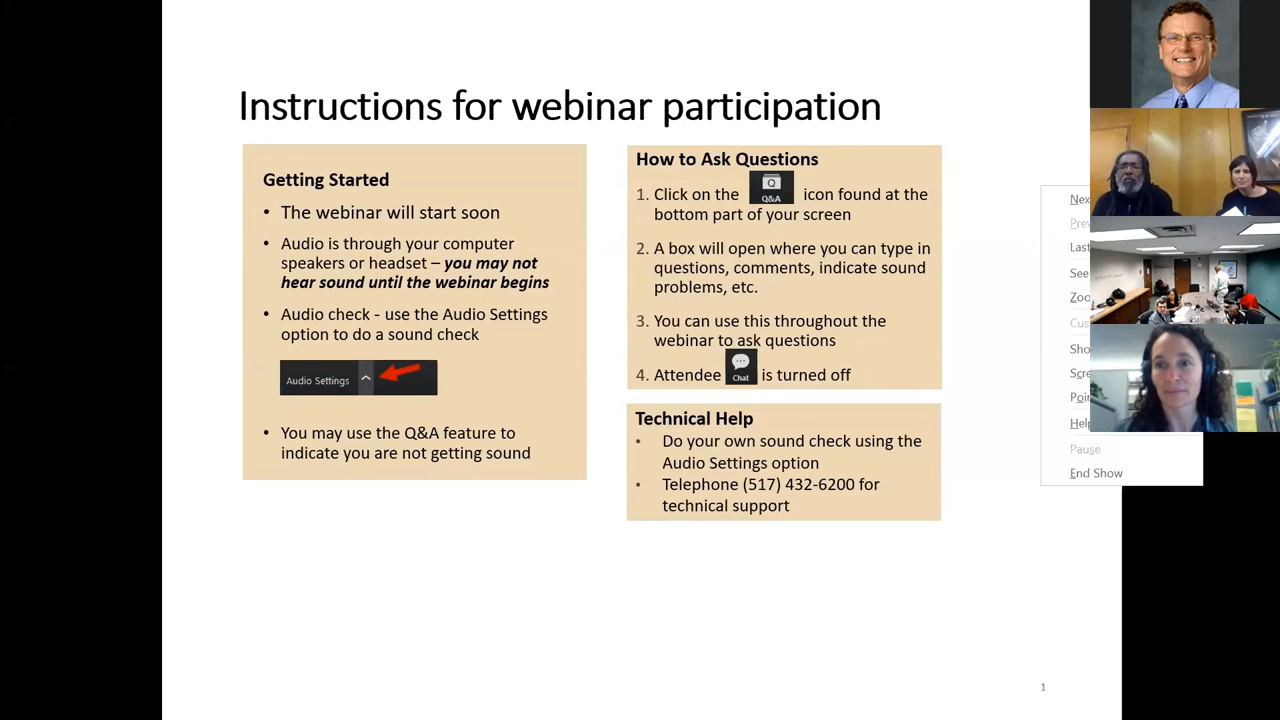 Instructions for webinar participation
Getting Started
• The webinar will start soon
• Audio is through your computer
speakers or headset – you may not
hear sound until the webinar begins
• Audio check - use the Audio Settings
option to do a sound check
Audio Settings
• You may use the Q&A feature to
indicate you are not getting sound
How to Ask Questions
1. Click on the Q Q&A icon found at the
bottom part of your screen
2. A box will open where you can type in
questions, comments, indicate sound
problems, etc.
3. You can use this throughout the
webinar to ask questions
4. Attendee Chat is turned off
Technical Help
• Do your own sound check using the
Audio Settings option
• Telephone (517) 432-6200 for
technical support
Last
See
Help
Pause
End Show
1